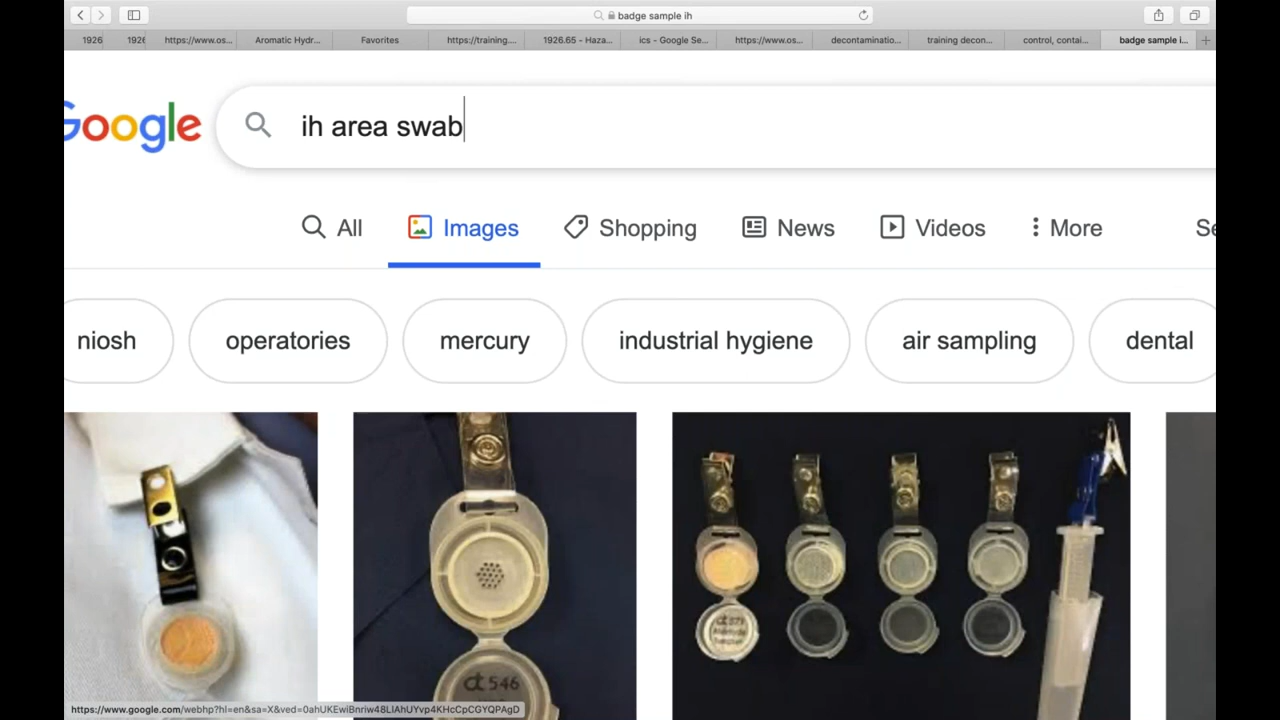 badge sample ih
1926
1926
https://www.os...
Aromatic Hydr...
Favorites
https://training....
1926.65 - Haza...
ics - Google Se...
https://www.os...
decontaminatio...
training decon...
control, contai...
badge sample i...
Google
ih area swab
All
Images
Shopping
News
Videos
More
Se
niosh
operatories
mercury
industrial hygiene
air sampling
dental
ct 546
https://www.google.com/webhp?hl=en&sa=X&ved=0ahUKEwiBnriw48LIAhUYvp4KHcCpCGYQPAgD